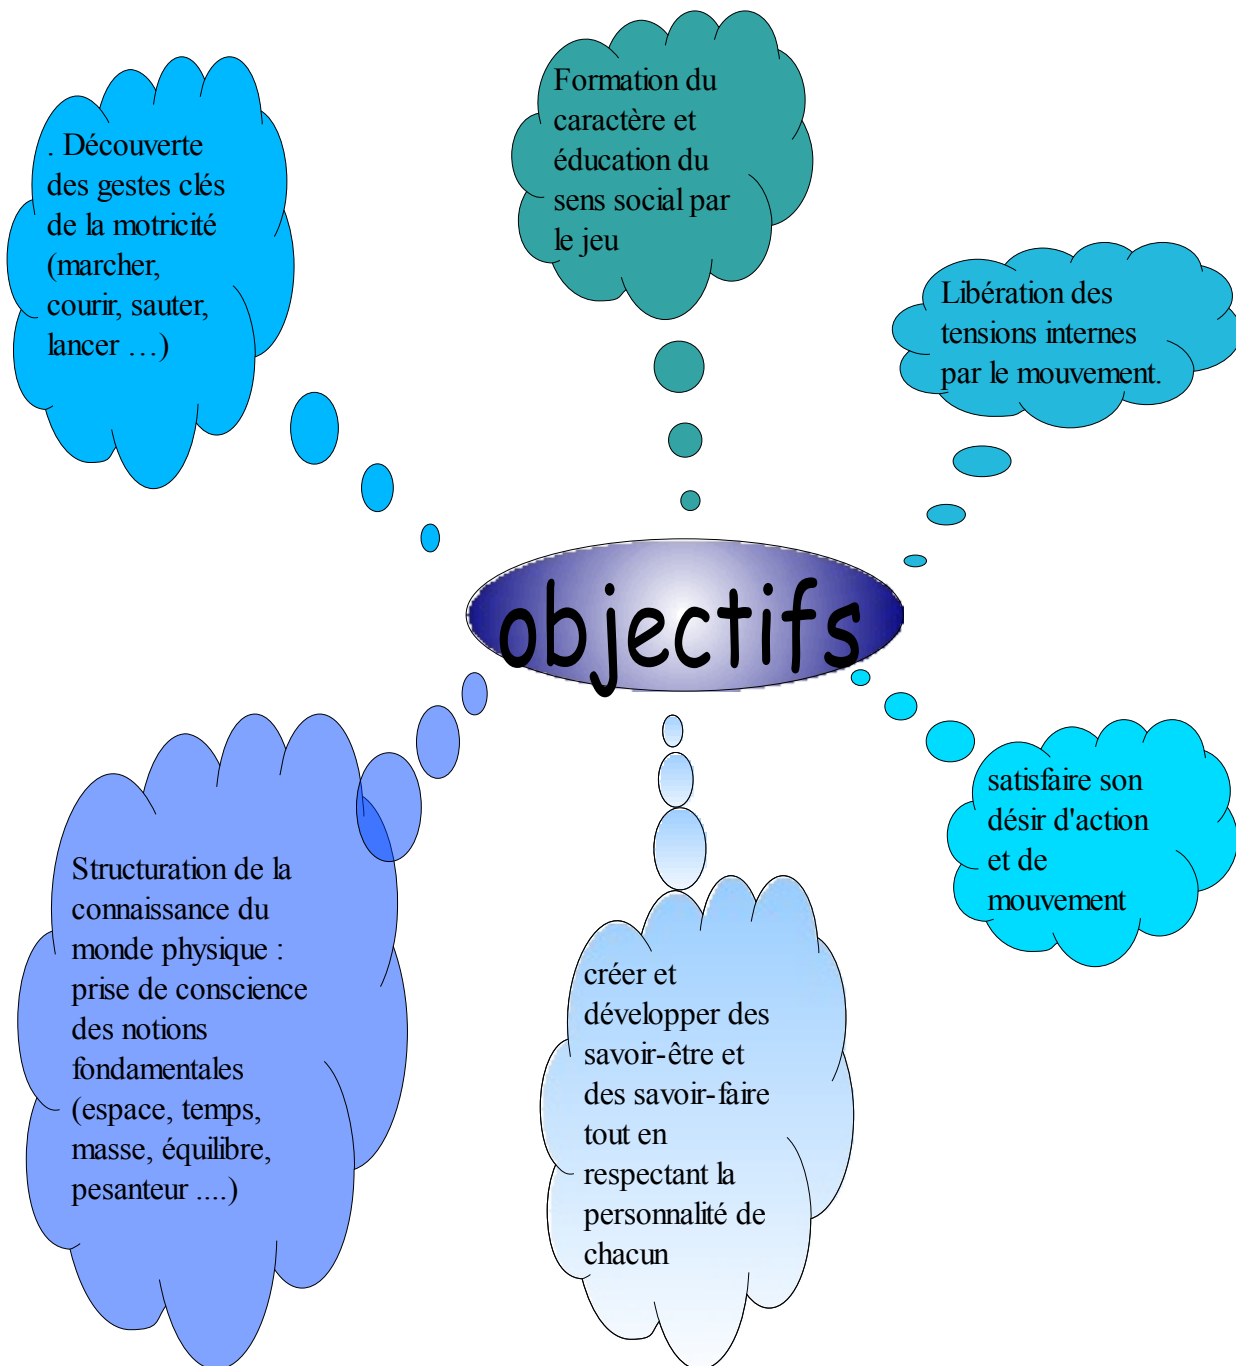 . Découverte
des gestes clés
de la motricité
(marcher,
courir, sauter,
lancer …)
Formation du
caractère et
éducation du
sens social par
le jeu
Libération des
tensions internes
par le mouvement.
objectifs
Structuration de la
connaissance du
monde physique :
prise de conscience
des notions
fondamentales
(espace, temps,
masse, équilibre,
pesanteur ....)
créer et
développer des
savoir-être et
des savoir-faire
tout en
respectant la
personnalité de
chacun
satisfaire son
désir d'action
et de
mouvement